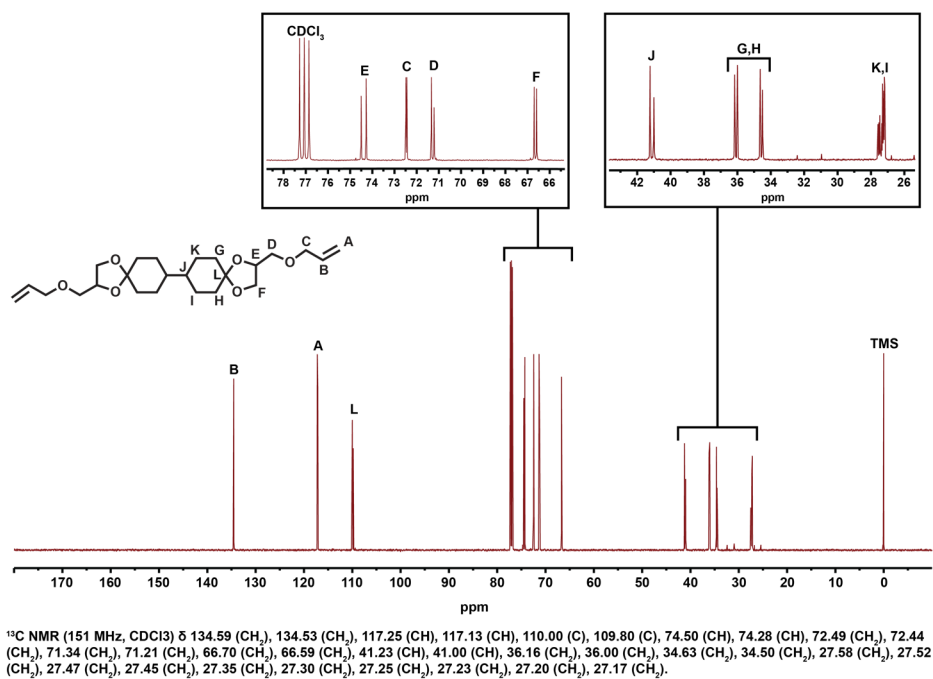 CDCl₃
E
C
D
F
78 77 76 75 74 73 72 71 70 69 68 67 66
ppm
J
G,H
K,I
42 40 38 36 34 32 30 28 26
ppm
K G E D C A
J L O O B
I H O F
O O
O O
B
A
L
TMS
170 160 150 140 130 120 110 100 90 80 70 60 50 40 30 20 10 0
ppm
¹³C NMR (151 MHz, CDCl3) δ 134.59 (CH₂), 134.53 (CH₂), 117.25 (CH), 117.13 (CH), 110.00 (C), 109.80 (C), 74.50 (CH), 74.28 (CH), 72.49 (CH₂), 72.44
(CH₂), 71.34 (CH₂), 71.21 (CH₂), 66.70 (CH₂), 66.59 (CH₂), 41.23 (CH), 41.00 (CH), 36.16 (CH₂), 36.00 (CH₂), 34.63 (CH₂), 34.50 (CH₂), 27.58 (CH₂), 27.52
(CH₂), 27.47 (CH₂), 27.45 (CH₂), 27.35 (CH₂), 27.30 (CH₂), 27.25 (CH₂), 27.23 (CH₂), 27.20 (CH₂), 27.17 (CH₂).